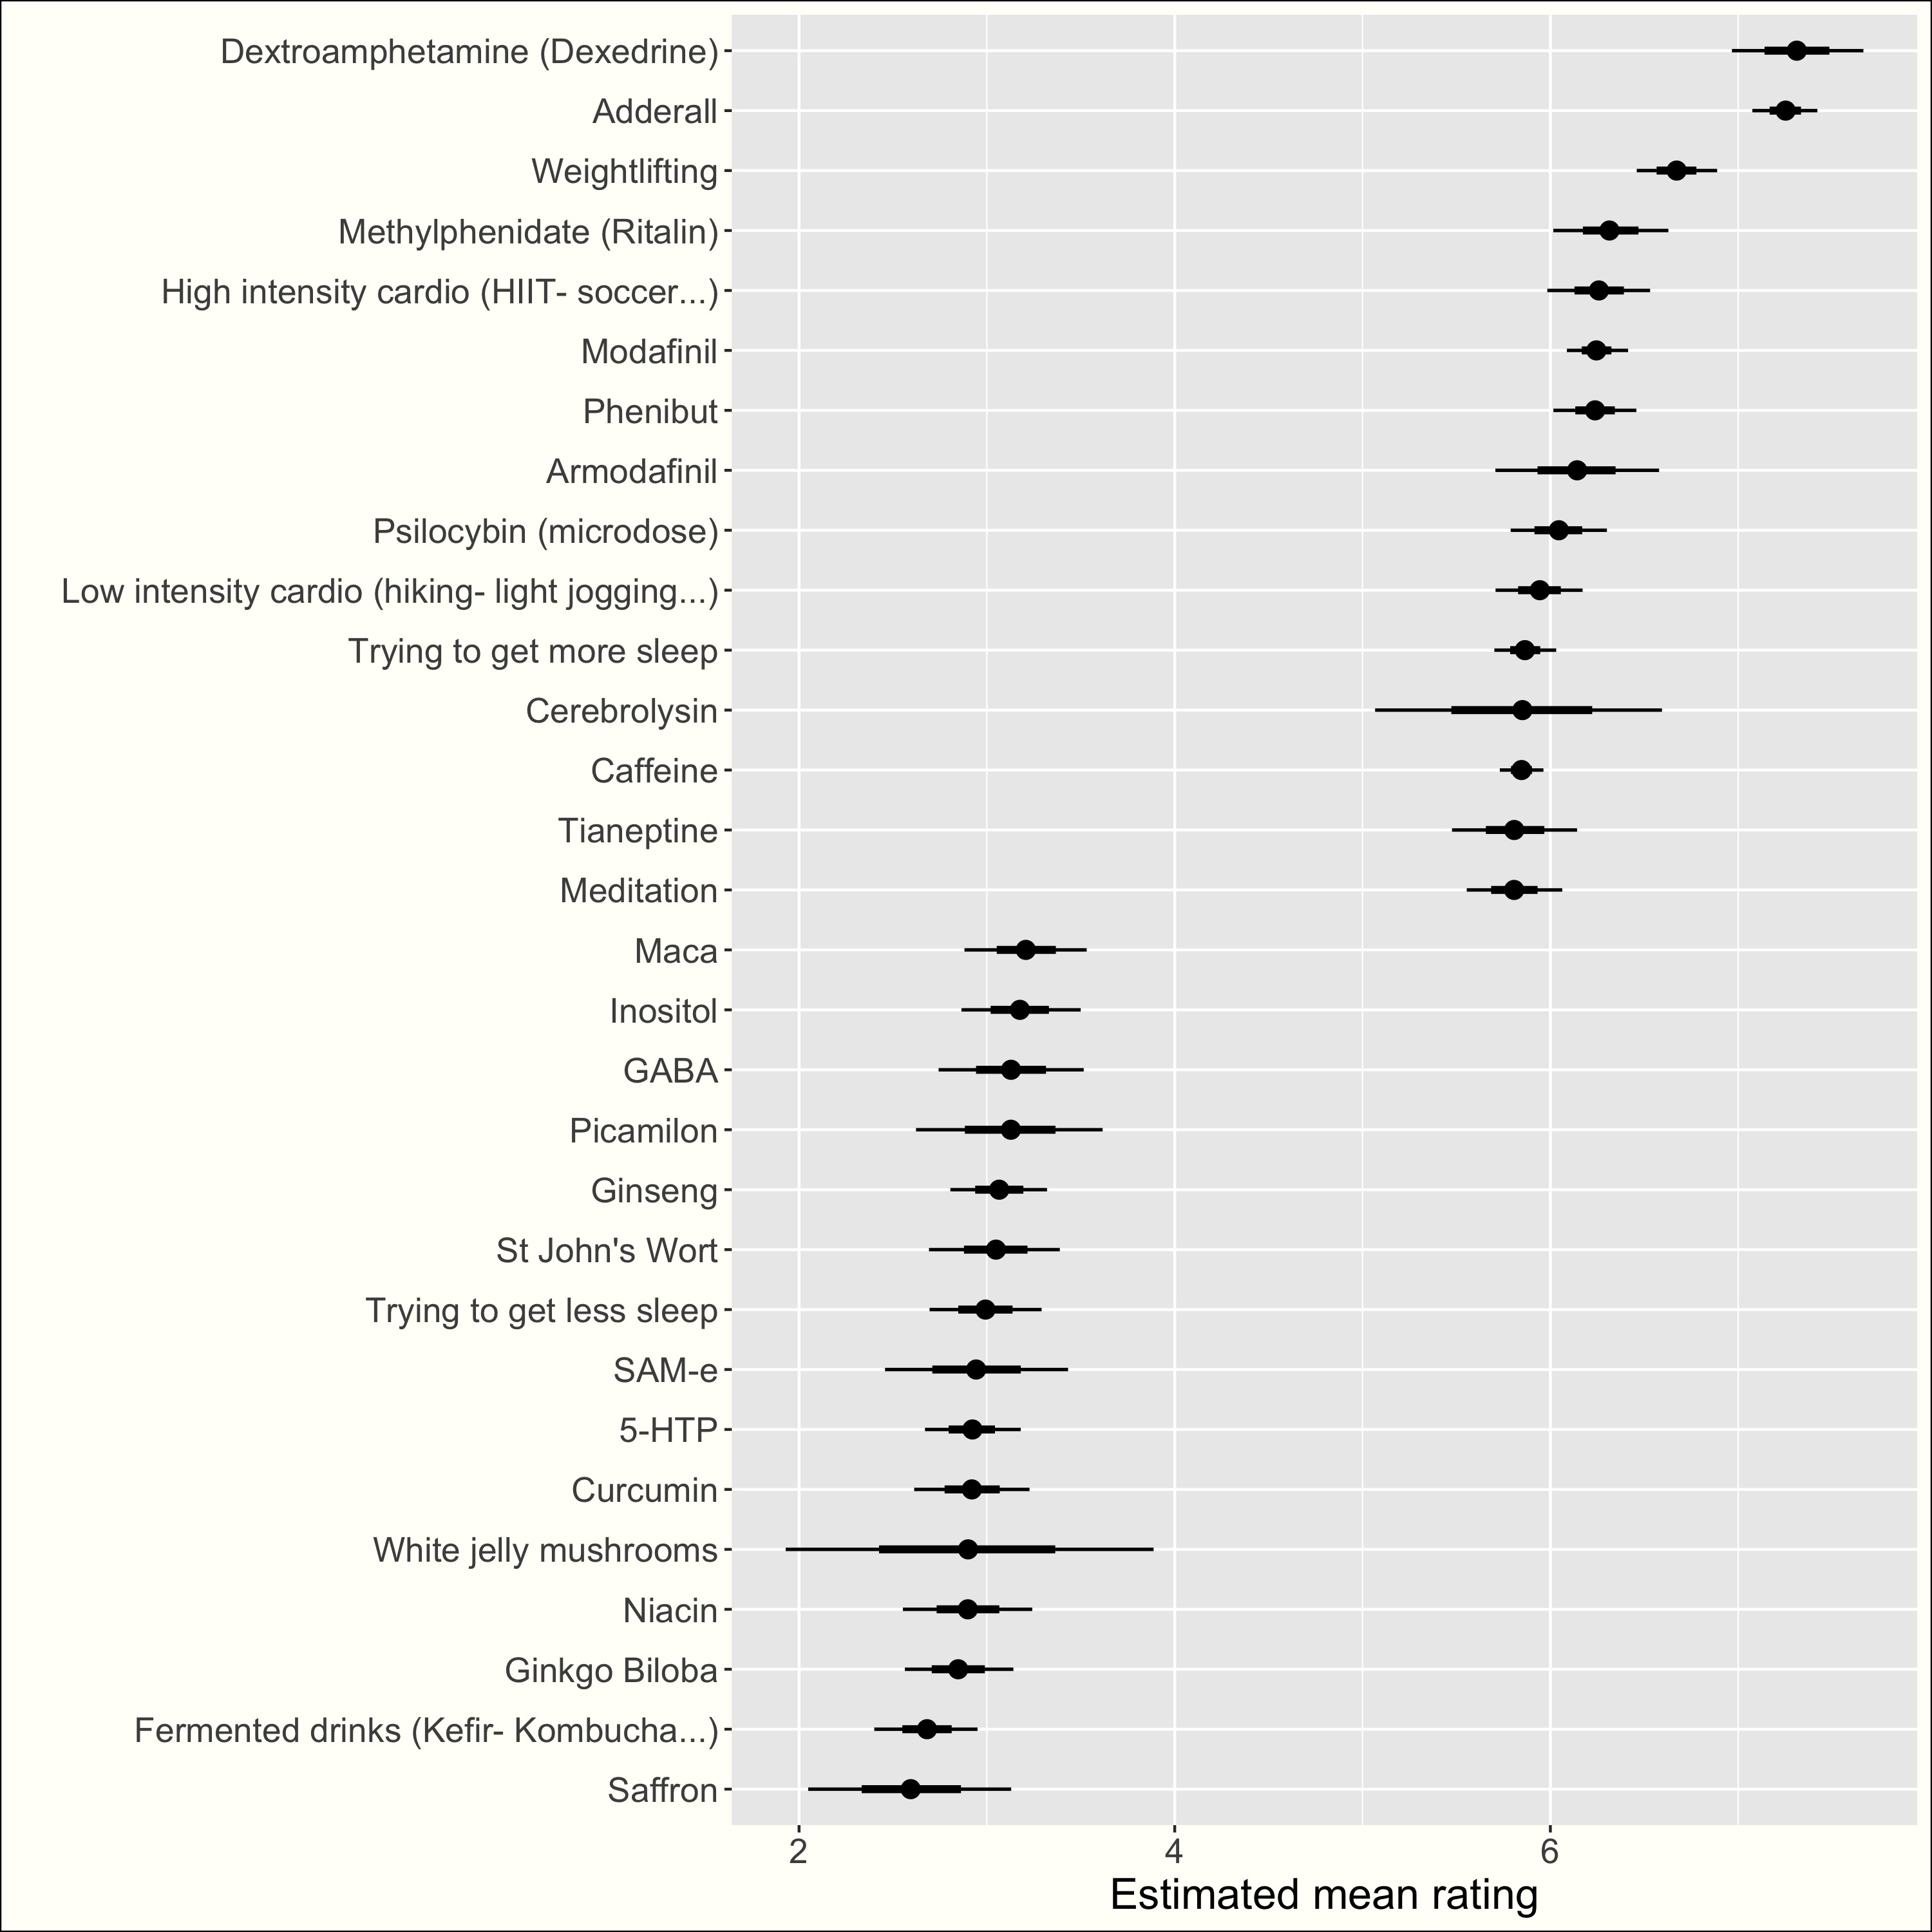 Dextroamphetamine (Dexedrine)
Adderall
Weightlifting
Methylphenidate (Ritalin)
High intensity cardio (HIIT- soccer...)
Modafinil
Phenibut
Armodafinil
Psilocybin (microdose)
Low intensity cardio (hiking- light jogging...)
Trying to get more sleep
Cerebrolysin
Caffeine
Tianeptine
Meditation
Maca
Inositol
GABA
Picamilon
Ginseng
St John's Wort
Trying to get less sleep
SAM-e
5-HTP
Curcumin
White jelly mushrooms
Niacin
Ginkgo Biloba
Fermented drinks (Kefir- Kombucha...)
Saffron
2 4 6
Estimated mean rating